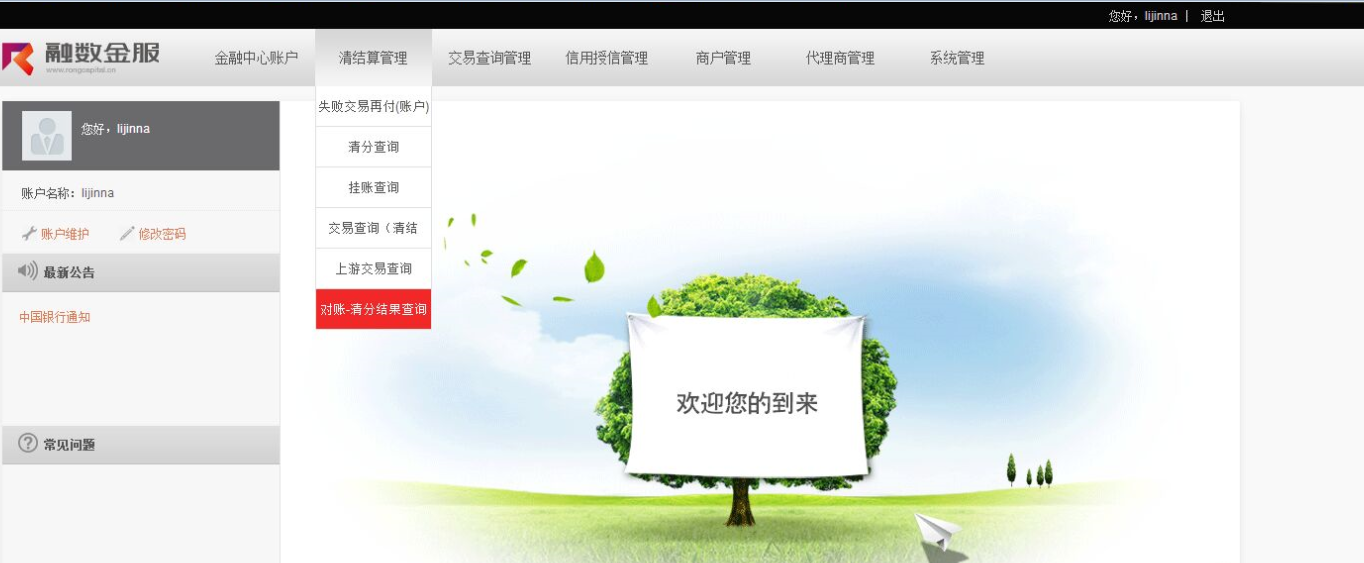 您好，lijinna | 退出
融数金服
www.rongcapital.cn
金融中心账户 清结算管理 交易查询管理 信用授信管理 商户管理 代理商管理 系统管理
您好，lijinna
账户名称：lijinna
账户维护 修改密码
最新公告
中国银行通知
常见问题
失败交易再付(账户)
清分查询
挂账查询
交易查询（清结
上游交易查询
对账-清分结果查询
欢迎您的到来